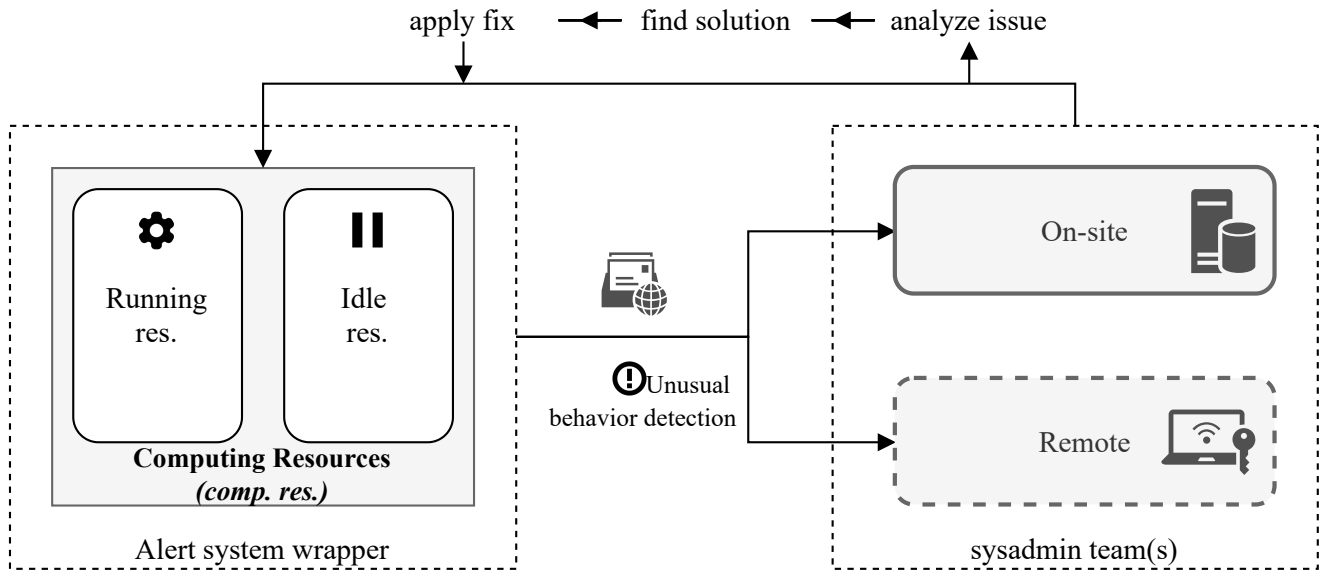 apply fix
find solution
analyze issue
Running
res.
Idle
res.
Computing Resources
(comp. res.)
Alert system wrapper
Unusual
behavior detection
On-site
Remote
sysadmin team(s)